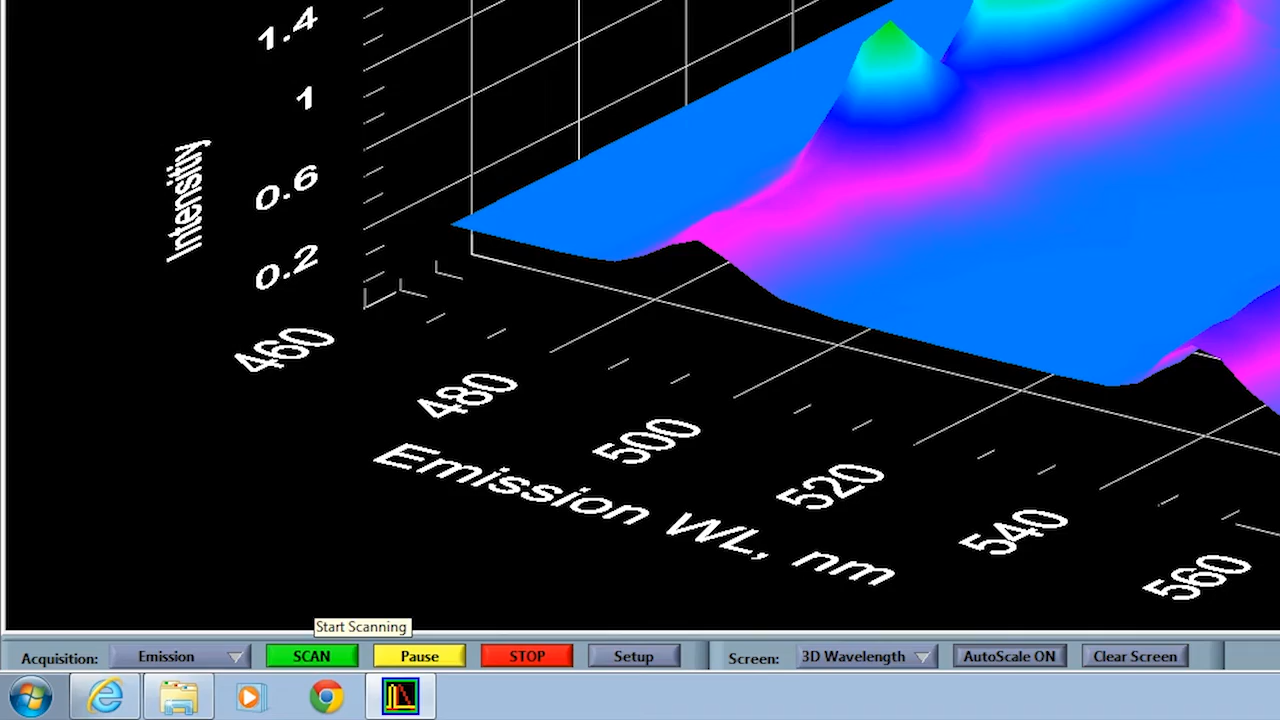 1.4
1
0.6
0.2
Intensitiy
460
480
500
520
540
560
Emission WL, nm
Start Scanning
Acquisition: Emission SCAN Pause STOP Setup Screen: 3D Wavelength AutoScale ON Clear Screen